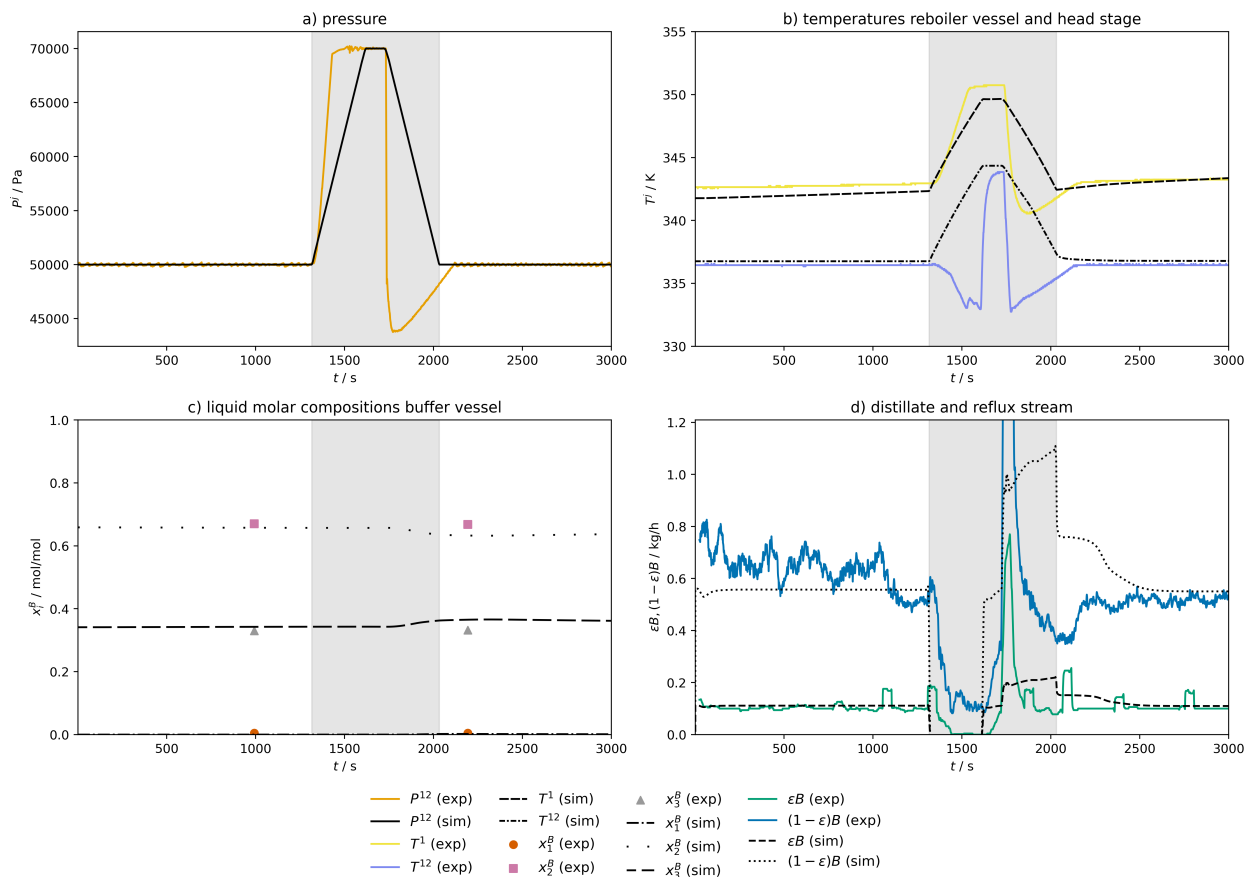 a) pressure
70000
65000
60000
55000
50000
45000
P^j / Pa
500 1000 1500 2000 2500 3000
t / s
b) temperatures reboiler vessel and head stage
355
350
345
340
335
330
T^j / K
500 1000 1500 2000 2500 3000
t / s
c) liquid molar compositions buffer vessel
1.0
0.8
0.6
0.4
0.2
0.0
x_i^B / mol/mol
500 1000 1500 2000 2500 3000
t / s
d) distillate and reflux stream
1.2
1.0
0.8
0.6
0.4
0.2
0.0
εB, (1 − ε)B / kg/h
500 1000 1500 2000 2500 3000
t / s
P^12 (exp)
P^12 (sim)
T^1 (exp)
T^12 (exp)
T^1 (sim)
T^12 (sim)
x_1^B (exp)
x_2^B (exp)
x_3^B (exp)
x_1^B (sim)
x_2^B (sim)
x_3^B (sim)
εB (exp)
(1 − ε)B (exp)
εB (sim)
(1 − ε)B (sim)